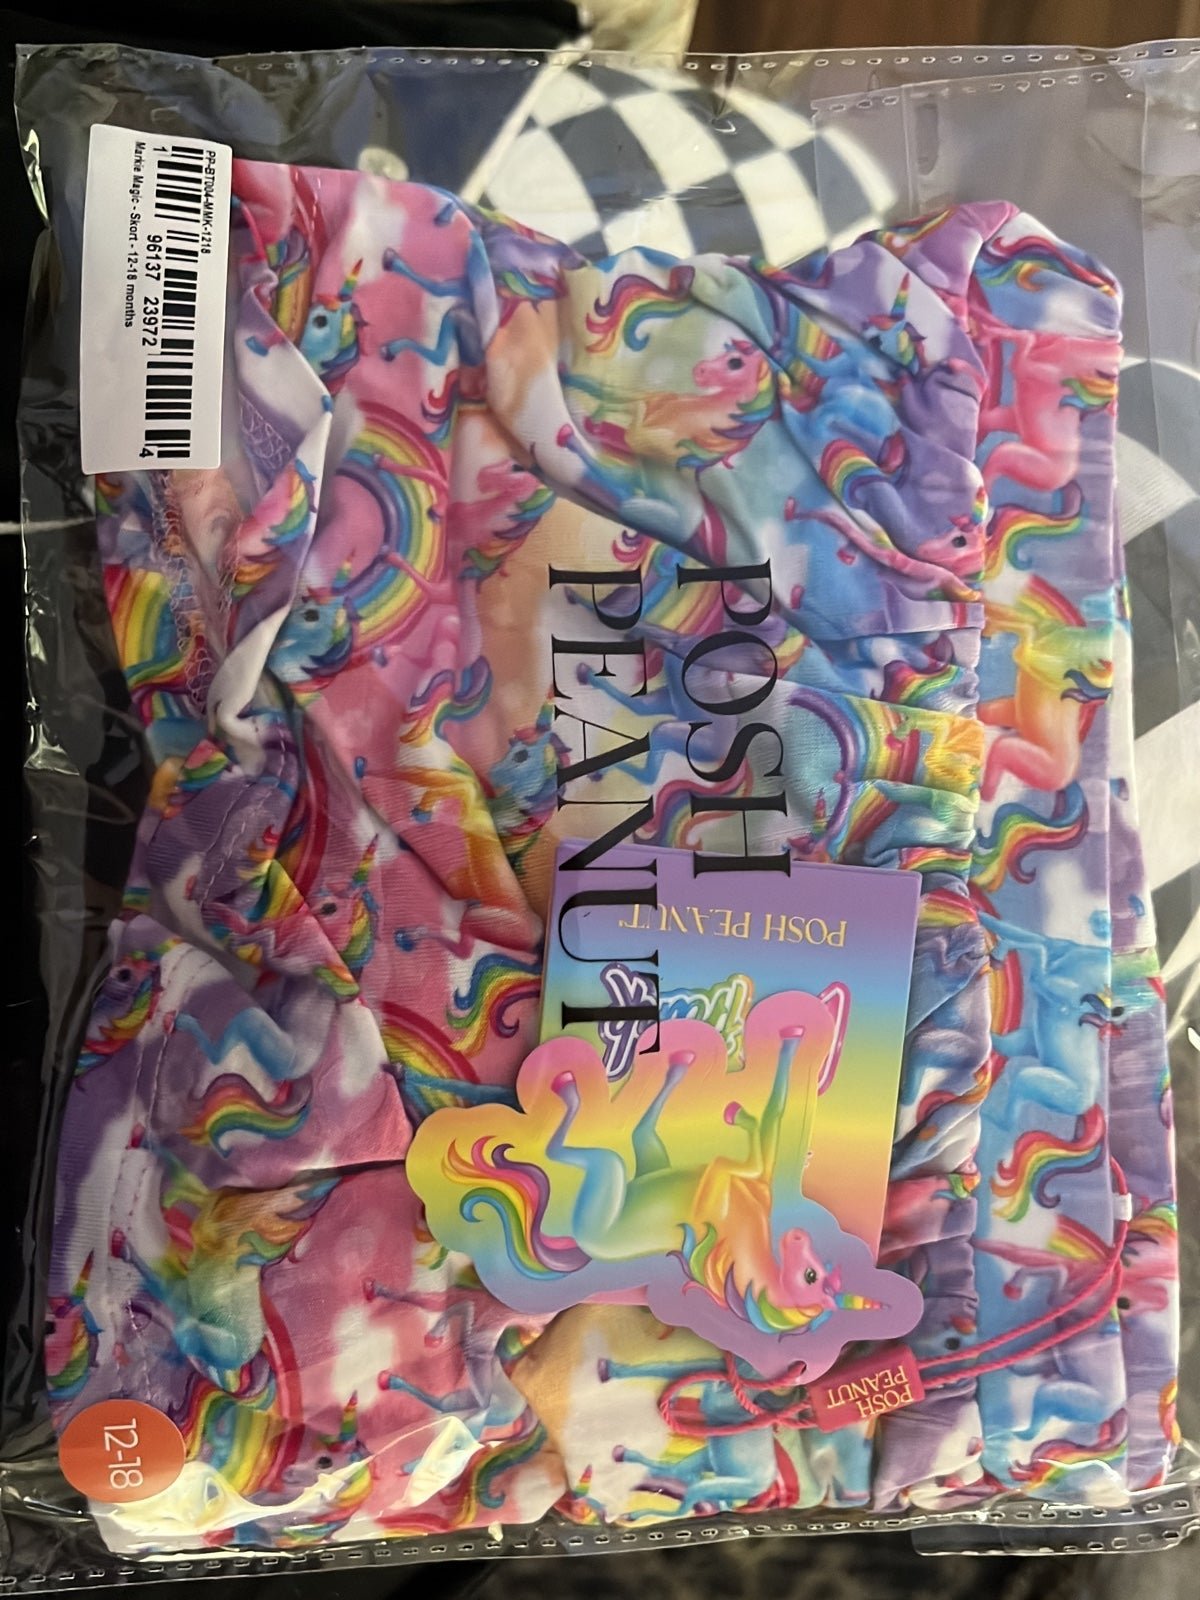 PP-BT004-MMK-1218
1 96137 23972 4
Markie Magic - Skort - 12-18 months
POSH
PEANUT
POSH PEANUT
POSH
PEANUT
12-18